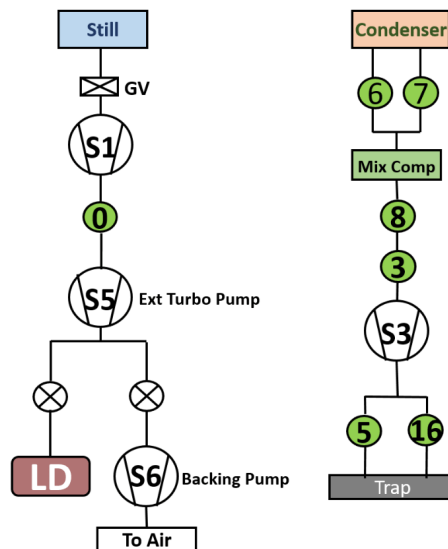 Still
GV
S1
0
S5
Ext Turbo Pump
LD
S6
Backing Pump
To Air
Condenser
6
7
Mix Comp
8
3
S3
5
16
Trap